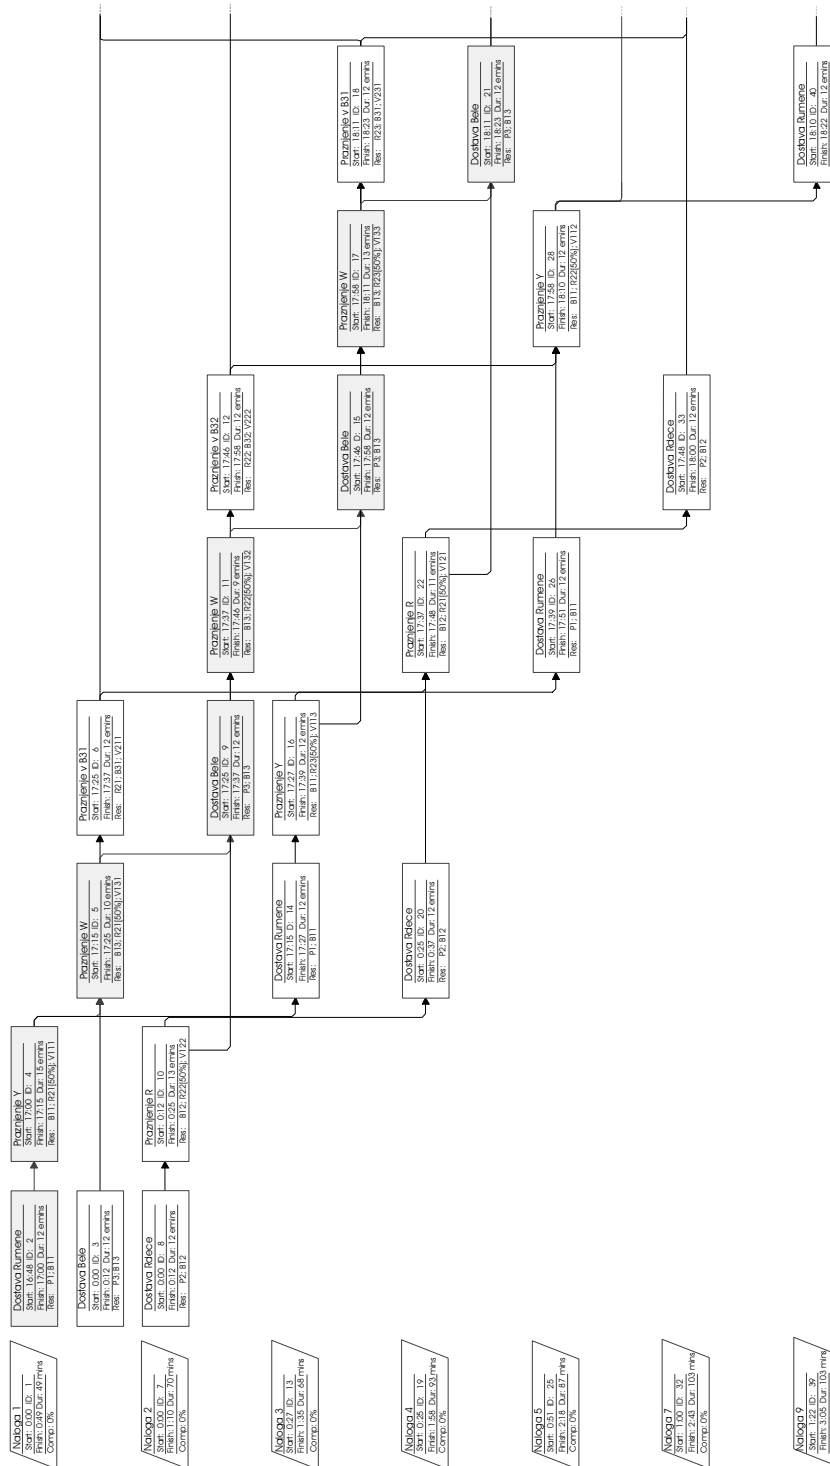 Naloga 1
Start: 0:00 ID: 1
Finish: 0:49 Dur: 49 mins
Comp: 0%
Dostava Rumene
Start: 16:48 ID: 2
Finish: 17:00 Dur: 12 emins
Res: P1; B11
Praznjenje Y
Start: 17:00 ID: 4
Finish: 17:15 Dur: 15 emins
Res: B11; R21[50%]; V111
Dostava Bele
Start: 0:00 ID: 3
Finish: 0:12 Dur: 12 emins
Res: P3; B13
Praznjenje W
Start: 17:15 ID: 5
Finish: 17:25 Dur: 10 emins
Res: B13; R21[50%]; V131
Praznjenje v B31
Start: 17:25 ID: 6
Finish: 17:37 Dur: 12 emins
Res: R21; B31; V211
Naloga 2
Start: 0:00 ID: 7
Finish: 1:10 Dur: 70 mins
Comp: 0%
Dostava Rdece
Start: 0:00 ID: 8
Finish: 0:12 Dur: 12 emins
Res: P2; B12
Praznjenje R
Start: 0:12 ID: 10
Finish: 0:25 Dur: 13 emins
Res: B12; R22[50%]; V122
Dostava Bele
Start: 17:25 ID: 9
Finish: 17:37 Dur: 12 emins
Res: P3; B13
Praznjenje W
Start: 17:37 ID: 11
Finish: 17:46 Dur: 9 emins
Res: B13; R22[50%]; V132
Praznjenje v B32
Start: 17:46 ID: 12
Finish: 17:58 Dur: 12 emins
Res: R22; B32; V222
Naloga 3
Start: 0:27 ID: 13
Finish: 1:35 Dur: 68 mins
Comp: 0%
Dostava Rumene
Start: 17:15 D: 14
Finish: 17:27 Dur: 12 emins
Res: P1; B11
Praznjenje Y
Start: 17:27 ID: 16
Finish: 17:39 Dur: 12 emins
Res: B11; R23[50%]; V113
Dostava Bele
Start: 17:46 D: 15
Finish: 17:58 Dur: 12 emins
Res: P3; B13
Praznjenje W
Start: 17:58 ID: 17
Finish: 18:11 Dur: 13 emins
Res: B13; R23[50%]; V133
Praznjenje v B31
Start: 18:11 ID: 18
Finish: 18:23 Dur: 12 emins
Res: R23; B31; V231
Naloga 4
Start: 0:25 ID: 19
Finish: 1:58 Dur: 93 mins
Comp: 0%
Dostava Rdece
Start: 0:25 ID: 20
Finish: 0:37 Dur: 12 emins
Res: P2; B12
Praznjenje R
Start: 17:37 ID: 22
Finish: 17:48 Dur: 11 emins
Res: B12; R21[50%]; V121
Dostava Bele
Start: 18:11 ID: 21
Finish: 18:23 Dur: 12 emins
Res: P3; B13
Naloga 5
Start: 0:51 ID: 25
Finish: 2:18 Dur: 87 mins
Comp: 0%
Dostava Rumene
Start: 17:39 ID: 26
Finish: 17:51 Dur: 12 emins
Res: P1; B11
Praznjenje Y
Start: 17:58 ID: 28
Finish: 18:10 Dur: 12 emins
Res: B11; R22[50%]; V112
Naloga 7
Start: 1:00 ID: 32
Finish: 2:43 Dur: 103 mins
Comp: 0%
Dostava Rdece
Start: 17:48 ID: 33
Finish: 18:00 Dur: 12 emins
Res: P2; B12
Naloga 9
Start: 1:22 ID: 39
Finish: 3:05 Dur: 103 mins
Dostava Rumene
Start: 18:10 ID: 40
Finish: 18:22 Dur: 12 emins